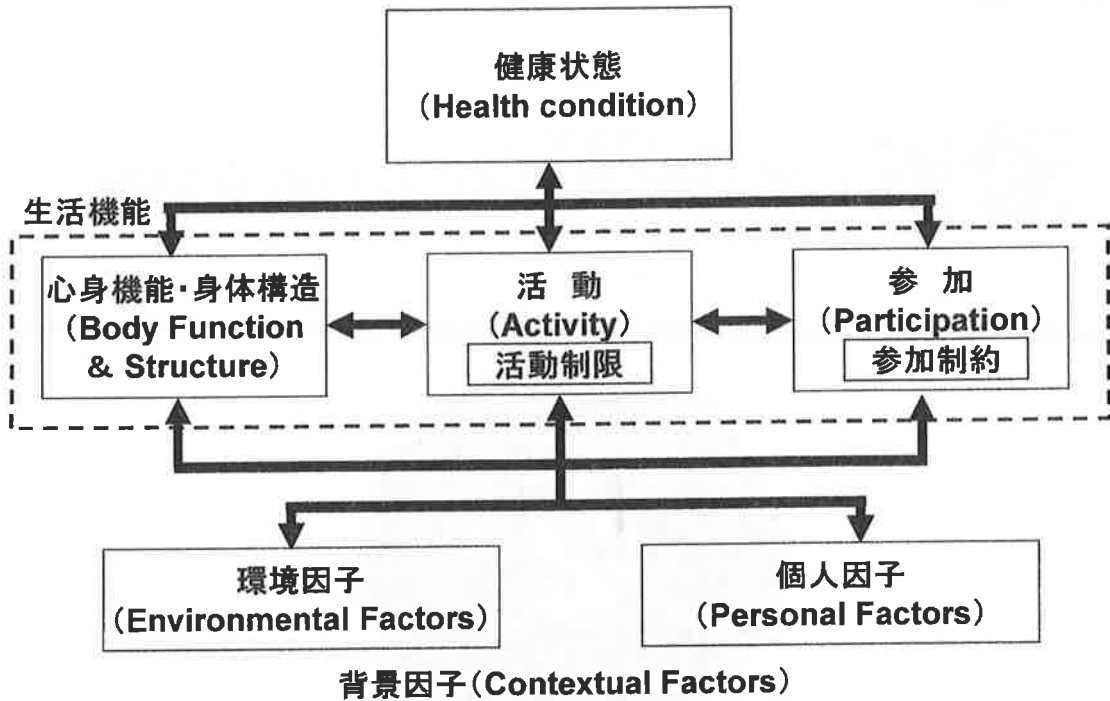 健康状態
（Health condition）
生活機能
心身機能・身体構造
（Body Function
& Structure）
活　動
（Activity）
活動制限
参　加
（Participation）
参加制約
環境因子
（Environmental Factors）
個人因子
（Personal Factors）
背景因子（Contextual Factors）